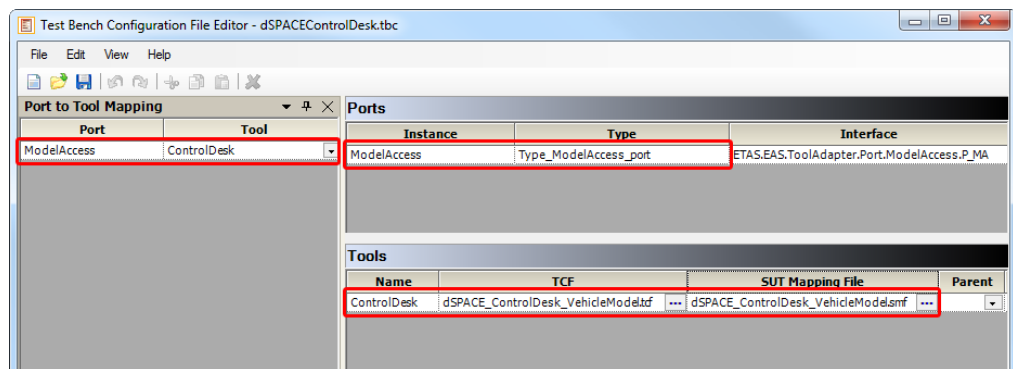 Test Bench Configuration File Editor - dSPACEControlDesk.tbc
File Edit View Help
Port to Tool Mapping
Port Tool
ModelAccess ControlDesk
Ports
Instance Type Interface
ModelAccess Type_ModelAccess_port ETAS.EAS.ToolAdapter.Port.ModelAccess.P_MA
Tools
Name TCF SUT Mapping File Parent
ControlDesk dSPACE_ControlDesk_VehicleModel.tcf ... dSPACE_ControlDesk_VehicleModel.smf ...